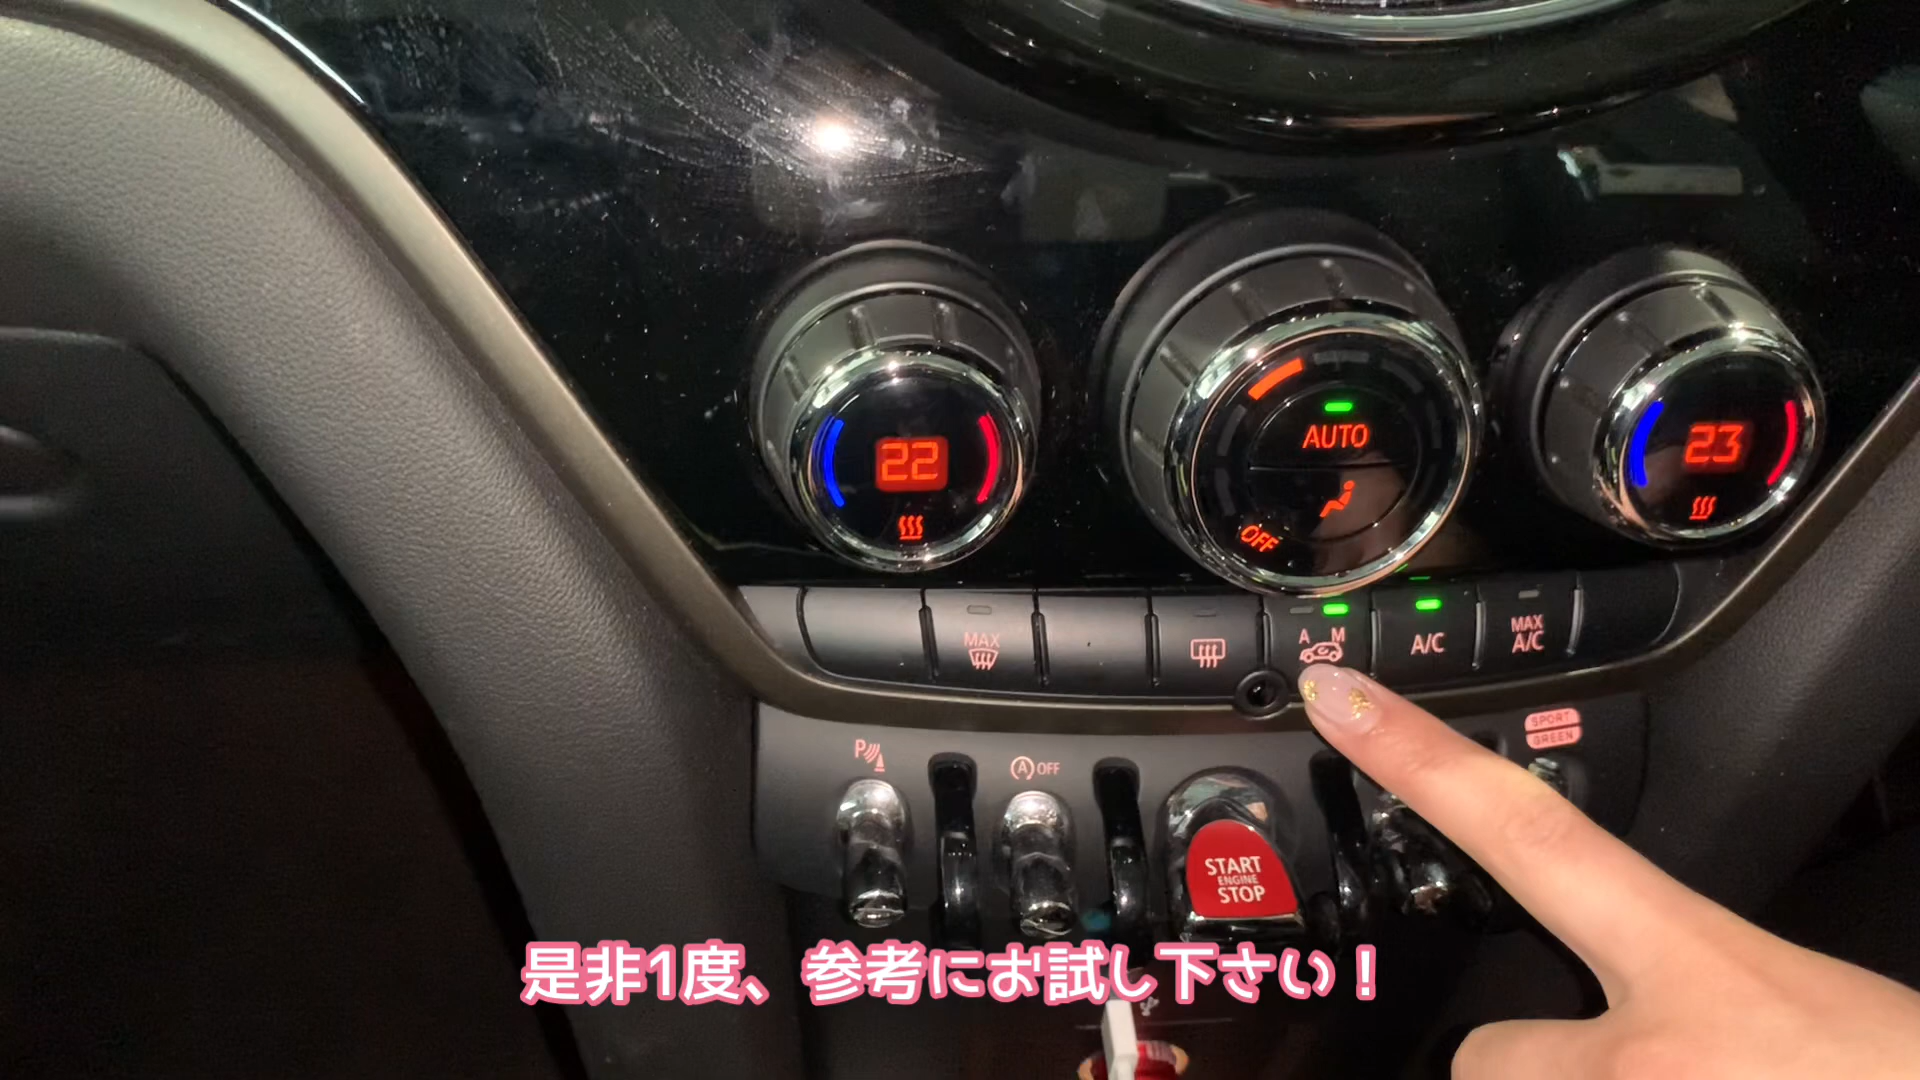 22
AUTO
OFF
23
MAX
A M
A/C
MAX
A/C
P
A OFF
SPORT
GREEN
START
ENGINE
STOP
是非1度、参考にお試し下さい！